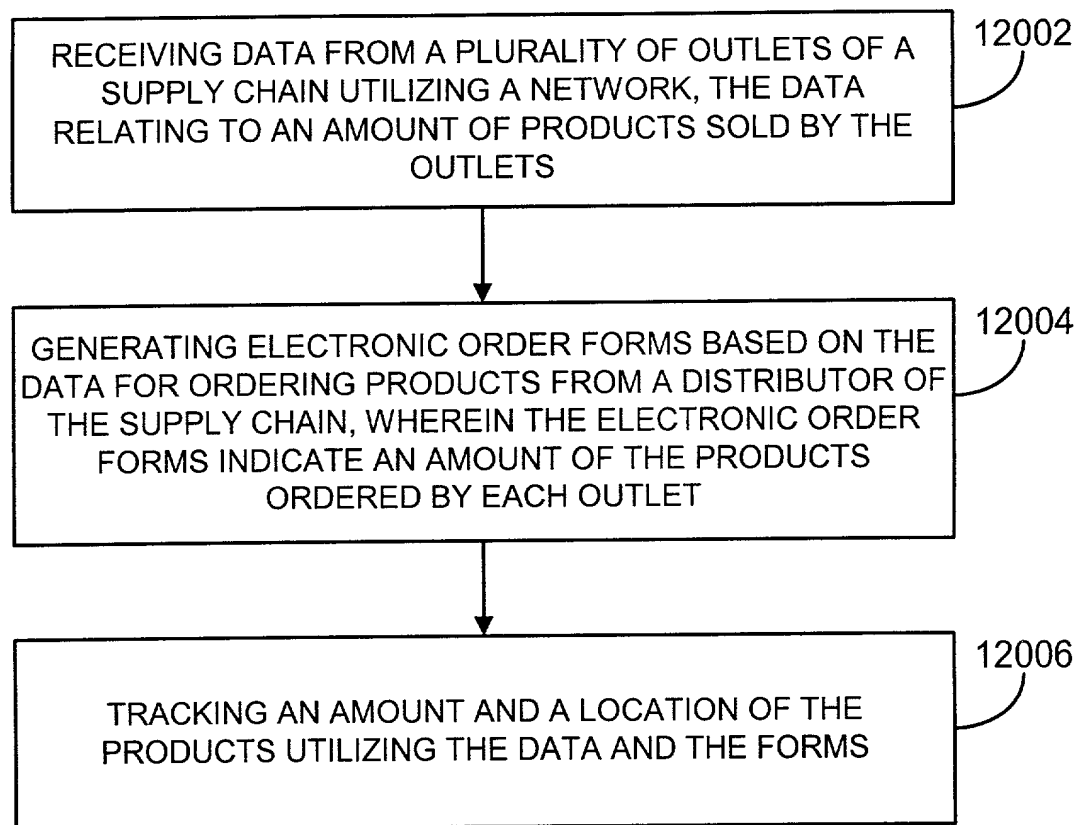 12002
RECEIVING DATA FROM A PLURALITY OF OUTLETS OF A
SUPPLY CHAIN UTILIZING A NETWORK, THE DATA
RELATING TO AN AMOUNT OF PRODUCTS SOLD BY THE
OUTLETS
12004
GENERATING ELECTRONIC ORDER FORMS BASED ON THE
DATA FOR ORDERING PRODUCTS FROM A DISTRIBUTOR OF
THE SUPPLY CHAIN, WHEREIN THE ELECTRONIC ORDER
FORMS INDICATE AN AMOUNT OF THE PRODUCTS
ORDERED BY EACH OUTLET
12006
TRACKING AN AMOUNT AND A LOCATION OF THE
PRODUCTS UTILIZING THE DATA AND THE FORMS